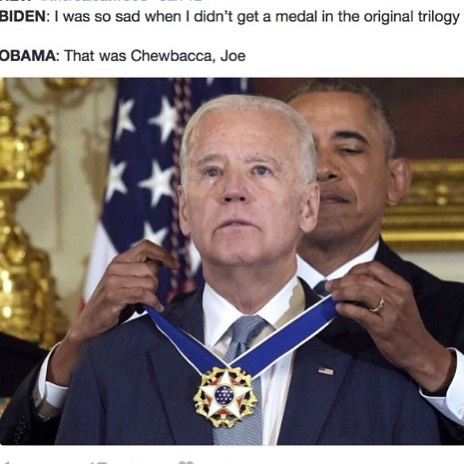 BIDEN: I was so sad when I didn't get a medal in the original trilogy
OBAMA: That was Chewbacca, Joe